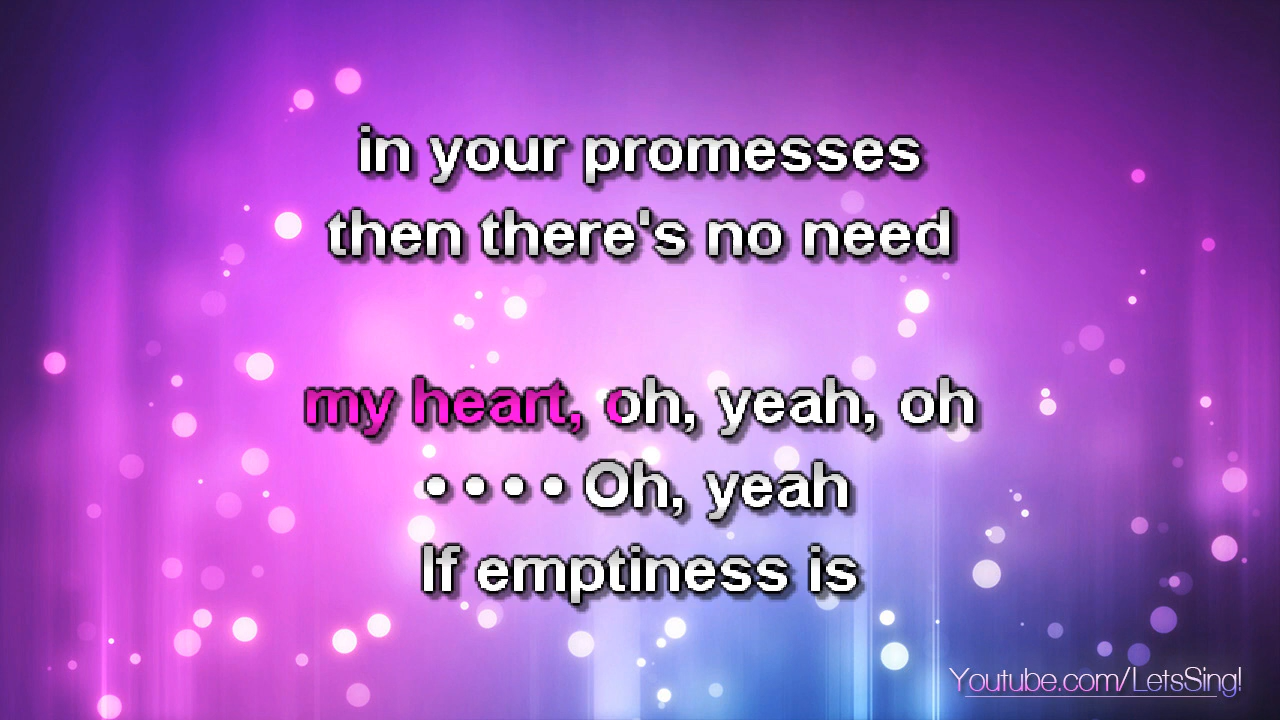 in your promesses
then there's no need
my heart, oh, yeah, oh
• • • • Oh, yeah
If emptiness is
Youtube.com/LetsSing!